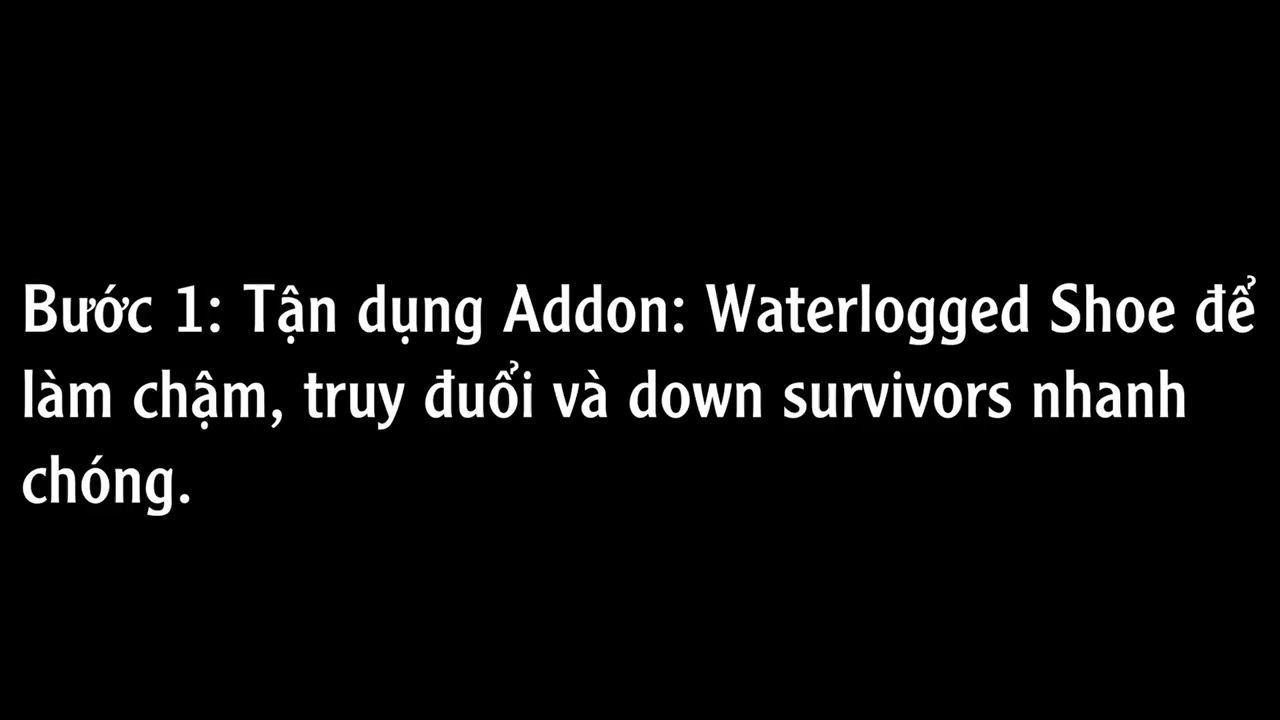 Bước 1: Tận dụng Addon: Waterlogged Shoe để
làm chậm, truy đuổi và down survivors nhanh
chóng.